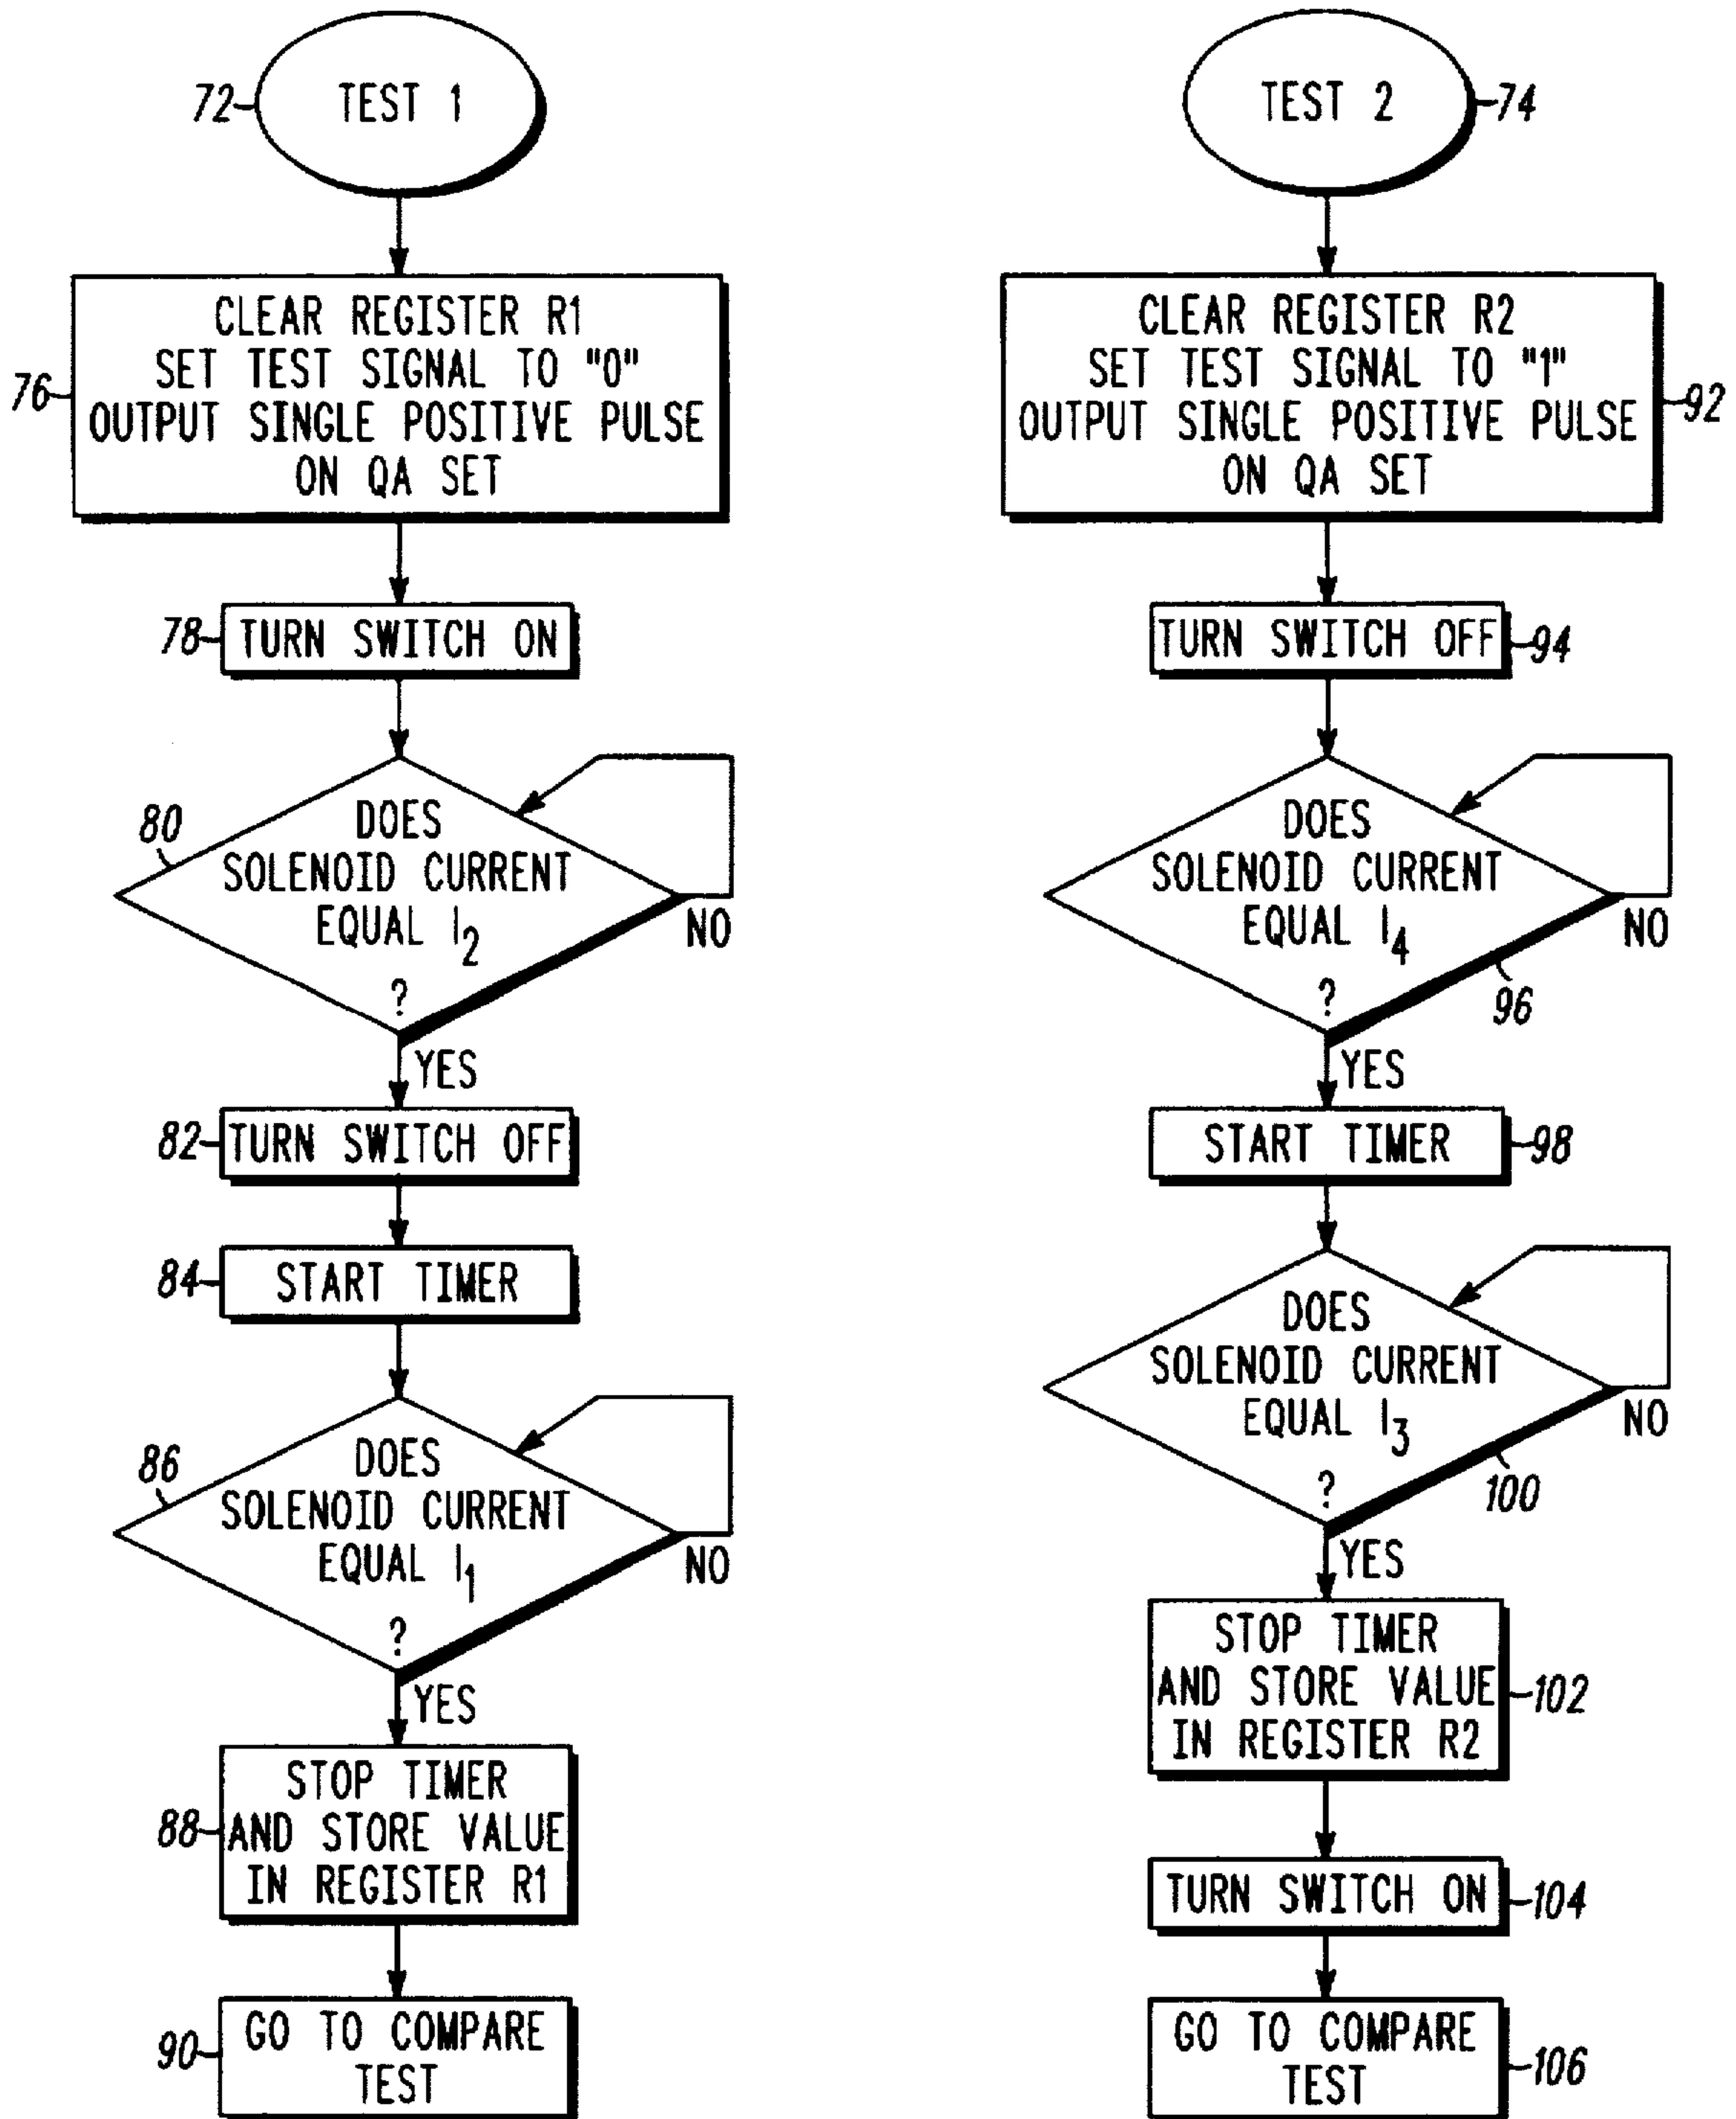 72
TEST 1
76
CLEAR REGISTER R1
SET TEST SIGNAL TO "0"
OUTPUT SINGLE POSITIVE PULSE
ON QA SET
78
TURN SWITCH ON
80
DOES
SOLENOID CURRENT
EQUAL I2
?
NO
YES
82
TURN SWITCH OFF
84
START TIMER
86
DOES
SOLENOID CURRENT
EQUAL I1
?
NO
YES
88
STOP TIMER
AND STORE VALUE
IN REGISTER R1
90
GO TO COMPARE
TEST
TEST 2
74
CLEAR REGISTER R2
SET TEST SIGNAL TO "1"
OUTPUT SINGLE POSITIVE PULSE
ON QA SET
92
TURN SWITCH OFF
94
DOES
SOLENOID CURRENT
EQUAL I4
?
NO
96
YES
START TIMER
98
DOES
SOLENOID CURRENT
EQUAL I3
?
NO
100
YES
STOP TIMER
AND STORE VALUE
IN REGISTER R2
102
TURN SWITCH ON
104
GO TO COMPARE
TEST
106